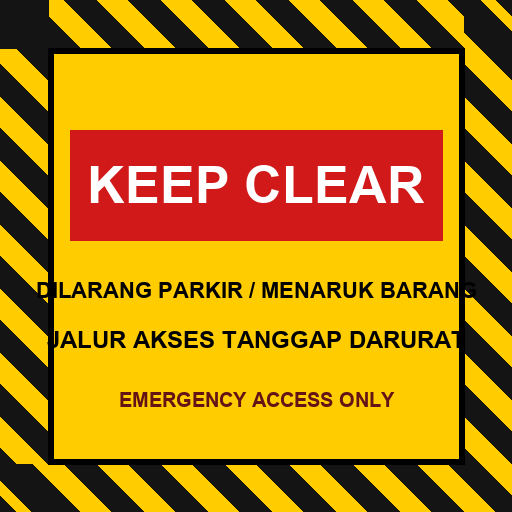 KEEP CLEAR
DILARANG PARKIR / MENARUK BARANG
JALUR AKSES TANGGAP DARURAT
EMERGENCY ACCESS ONLY